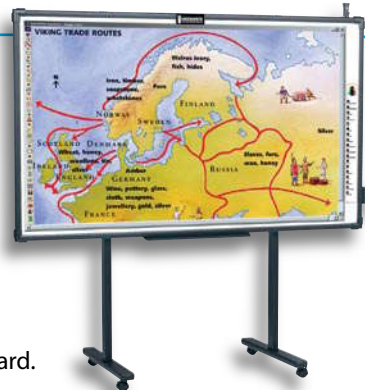 VIKING TRADE ROUTES
Walrus ivory,
fish, hides
Iron, timber,
soapstone,
whetstones
Furs
N
FINLAND
NORWAY
SWEDEN
Silver
SCOTLAND
DENMARK
Wheat, honey,
woollens, tin,
silver
IRELAND
ENGLAND
Amber
GERMANY
Slaves, furs,
wax, honey
RUSSIA
Wine, pottery, glass,
cloth, weapons,
jewellery, gold, silver
FRANCE
ard.